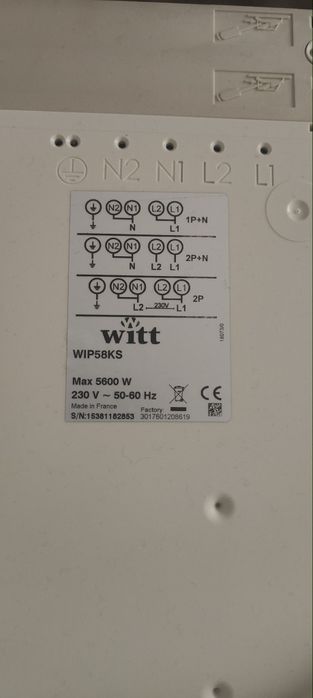 N2 N1 L2 L1
N2 N1 L2 L1 1P+N
N L1
N2 N1 L2 L1 2P+N
N L2 L1
N2 N1 L2 L1 2P
L2 230V L1
witt
WIP58KS
Max 5600 W
230 V ~ 50-60 Hz
Made in France
Factory:
S/N:15381182853 3017601208619
CE